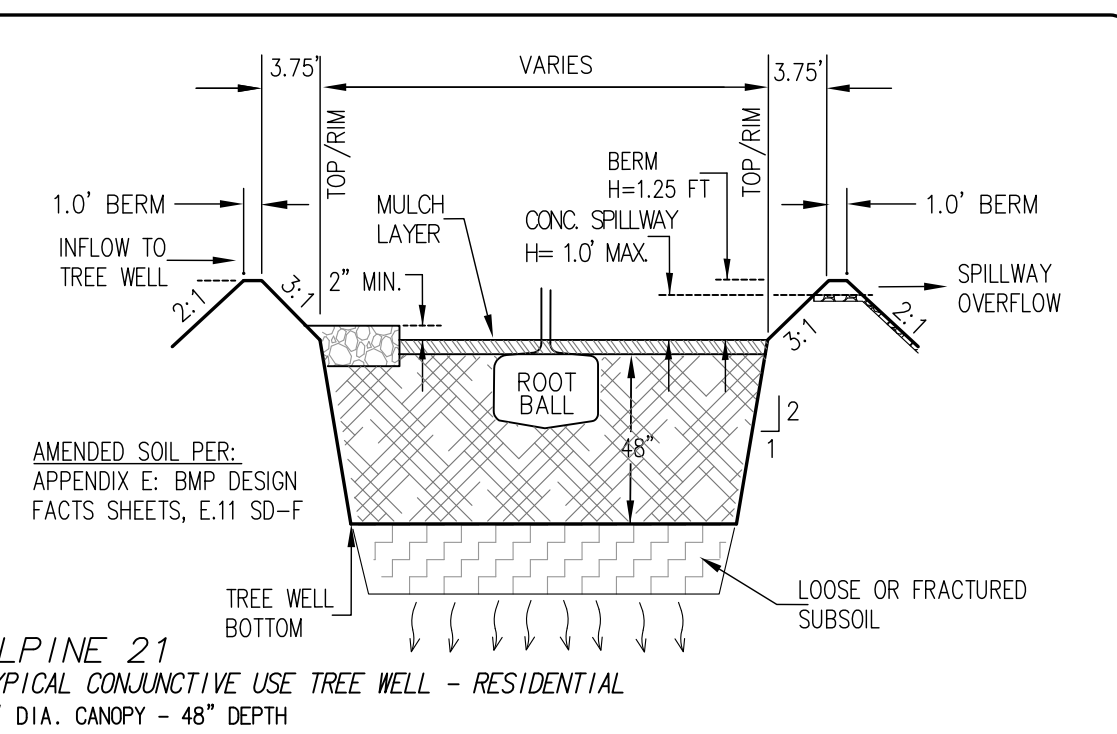 3.75'
VARIES
3.75'
TOP/RIM
TOP/RIM
BERM
H=1.25 FT
1.0' BERM
MULCH
LAYER
CONC. SPILLWAY
H= 1.0' MAX.
1.0' BERM
INFLOW TO
TREE WELL
2" MIN.
SPILLWAY
OVERFLOW
2:1
3:1
3:1
2:1
ROOT
BALL
2
1
48"
AMENDED SOIL PER:
APPENDIX E: BMP DESIGN
FACTS SHEETS, E.11 SD-F
TREE WELL
BOTTOM
LOOSE OR FRACTURED
SUBSOIL
LPINE 21
YPICAL CONJUNCTIVE USE TREE WELL - RESIDENTIAL
' DIA. CANOPY - 48" DEPTH